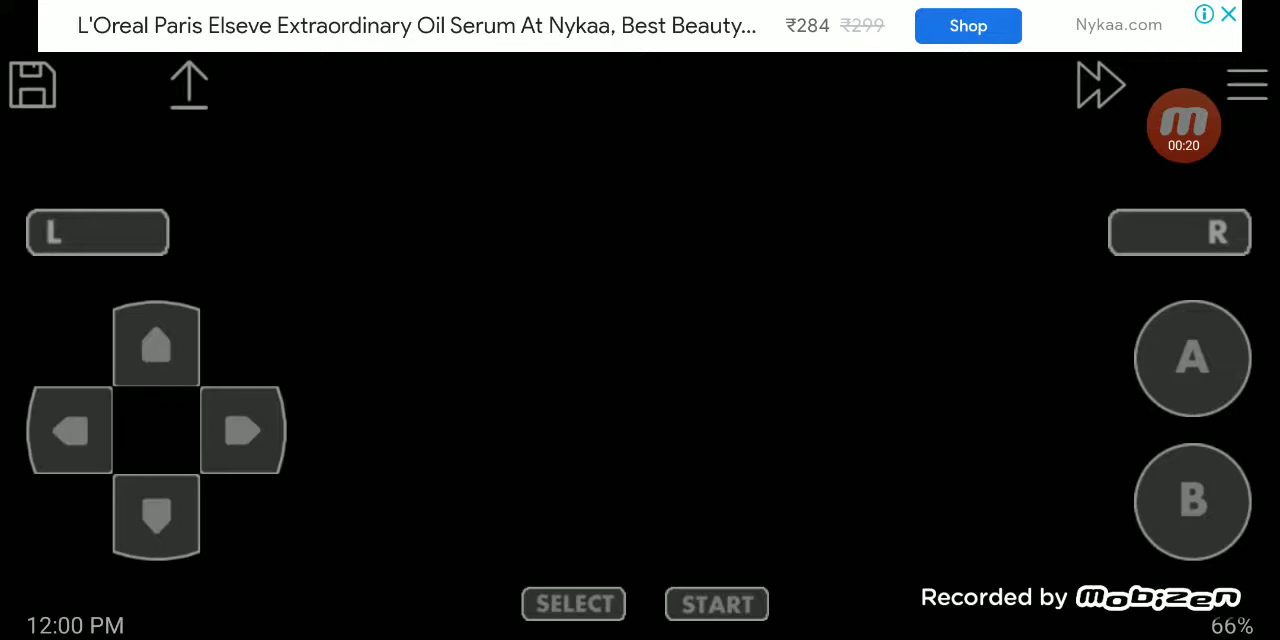 L'Oreal Paris Elseve Extraordinary Oil Serum At Nykaa, Best Beauty... ₹284 ₹299 Shop Nykaa.com
m
00:20
L
R
A
B
SELECT START
Recorded by mobizen
12:00 PM
66%